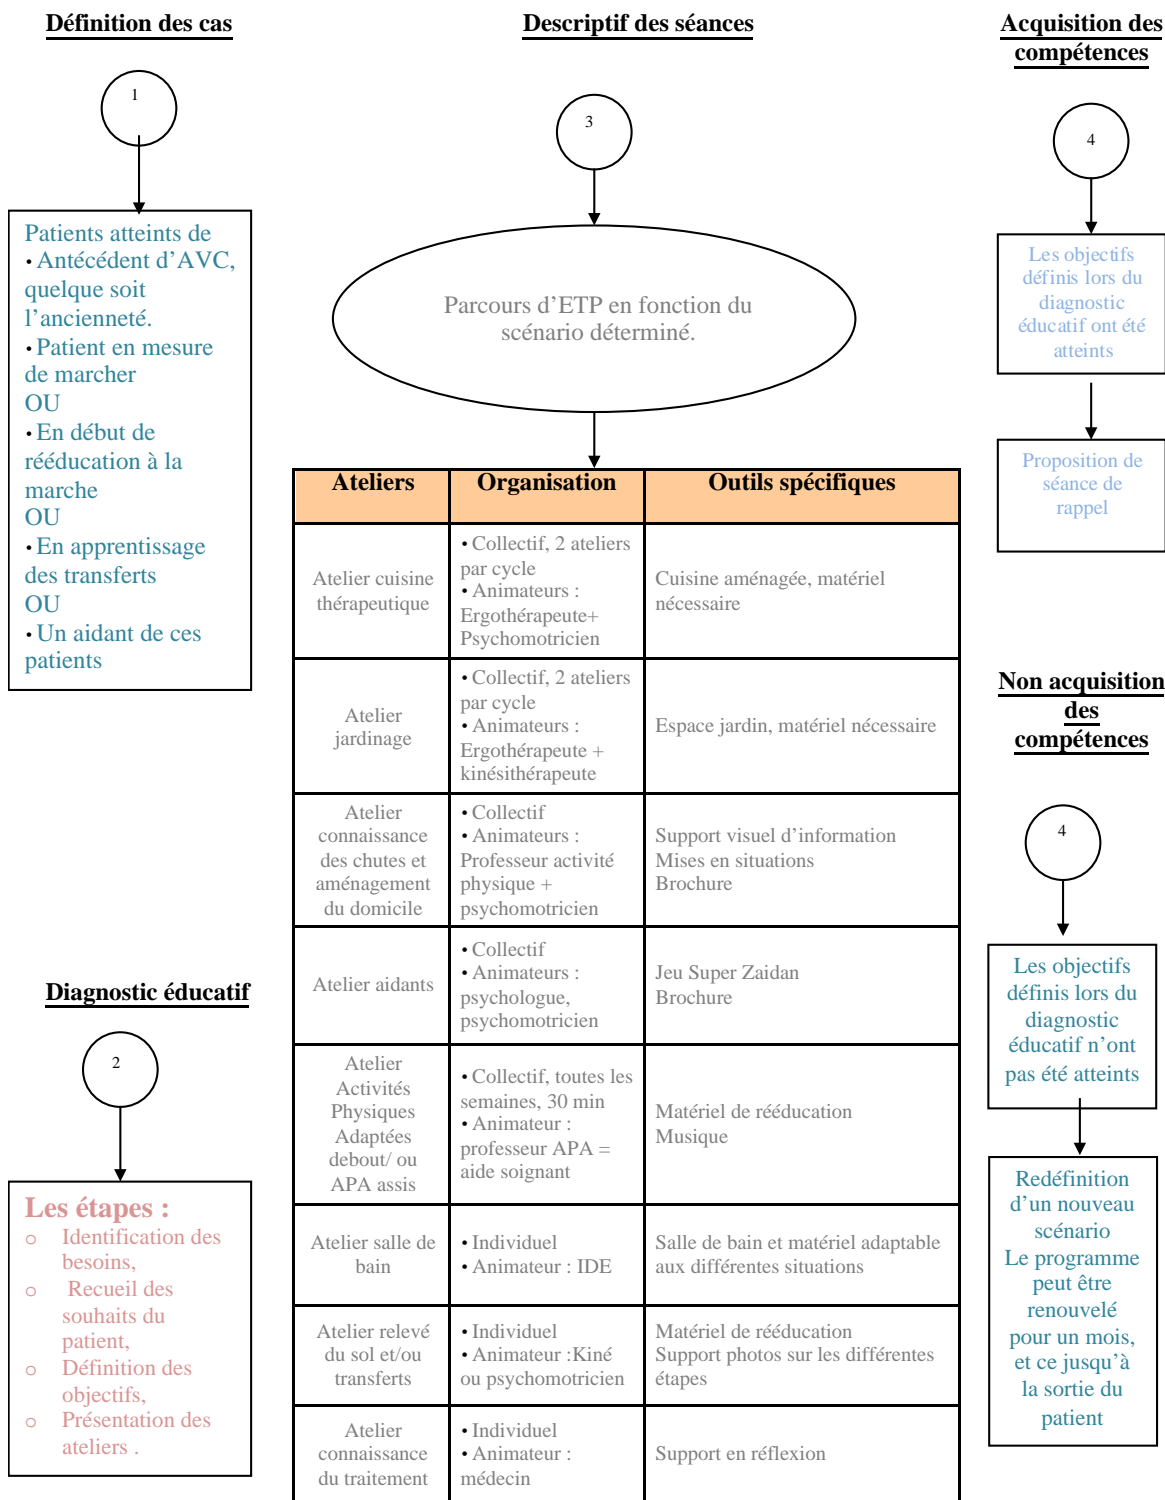 Définition des cas
1
Patients atteints de
•Antécédent d’AVC,
quelque soit
l’ancienneté.
•Patient en mesure
de marcher
OU
•En début de
rééducation à la
marche
OU
•En apprentissage
des transferts
OU
•Un aidant de ces
patients
Diagnostic éducatif
2
Les étapes :
o Identification des
besoins,
o Recueil des
souhaits du
patient,
o Définition des
objectifs,
o Présentation des
ateliers .
Descriptif des séances
3
Parcours d’ETP en fonction du
scénario déterminé.
Ateliers
Organisation
Outils spécifiques
Atelier cuisine
thérapeutique
•Collectif, 2 ateliers
par cycle
•Animateurs :
Ergothérapeute+
Psychomotricien
Cuisine aménagée, matériel
nécessaire
Atelier
jardinage
•Collectif, 2 ateliers
par cycle
•Animateurs :
Ergothérapeute +
kinésithérapeute
Espace jardin, matériel nécessaire
Atelier
connaissance
des chutes et
aménagement
du domicile
•Collectif
•Animateurs :
Professeur activité
physique +
psychomotricien
Support visuel d’information
Mises en situations
Brochure
Atelier aidants
•Collectif
•Animateurs :
psychologue,
psychomotricien
Jeu Super Zaidan
Brochure
Atelier
Activités
Physiques
Adaptées
debout/ ou
APA assis
•Collectif, toutes les
semaines, 30 min
•Animateur :
professeur APA =
aide soignant
Matériel de rééducation
Musique
Atelier salle de
bain
•Individuel
•Animateur : IDE
Salle de bain et matériel adaptable
aux différentes situations
Atelier relevé
du sol et/ou
transferts
•Individuel
•Animateur :Kiné
ou psychomotricien
Matériel de rééducation
Support photos sur les différentes
étapes
Atelier
connaissance
du traitement
•Individuel
•Animateur :
médecin
Support en réflexion
Acquisition des
compétences
4
Les objectifs
définis lors du
diagnostic
éducatif ont été
atteints
Proposition de
séance de
rappel
Non acquisition
des
compétences
4
Les objectifs
définis lors du
diagnostic
éducatif n’ont
pas été atteints
Redéfinition
d’un nouveau
scénario
Le programme
peut être
renouvelé
pour un mois,
et ce jusqu’à
la sortie du
patient